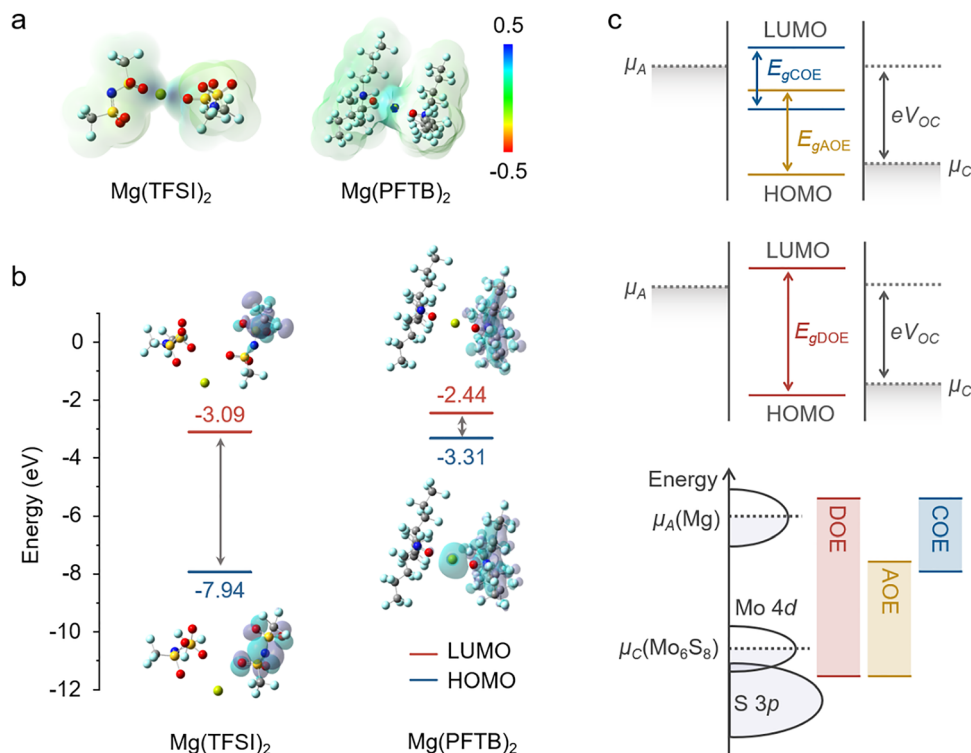 a
0.5
-0.5
Mg(TFSI)₂
Mg(PFTB)₂
b
Energy (eV)
0
-2
-4
-6
-8
-10
-12
-3.09
-7.94
-2.44
-3.31
LUMO
HOMO
Mg(TFSI)₂
Mg(PFTB)₂
c
LUMO
μA
EgCOE
EgAOE
eVOC
μC
HOMO
LUMO
μA
EgDOE
eVOC
μC
HOMO
Energy
μA(Mg)
Mo 4d
μC(Mo₆S₈)
S 3p
DOE
AOE
COE